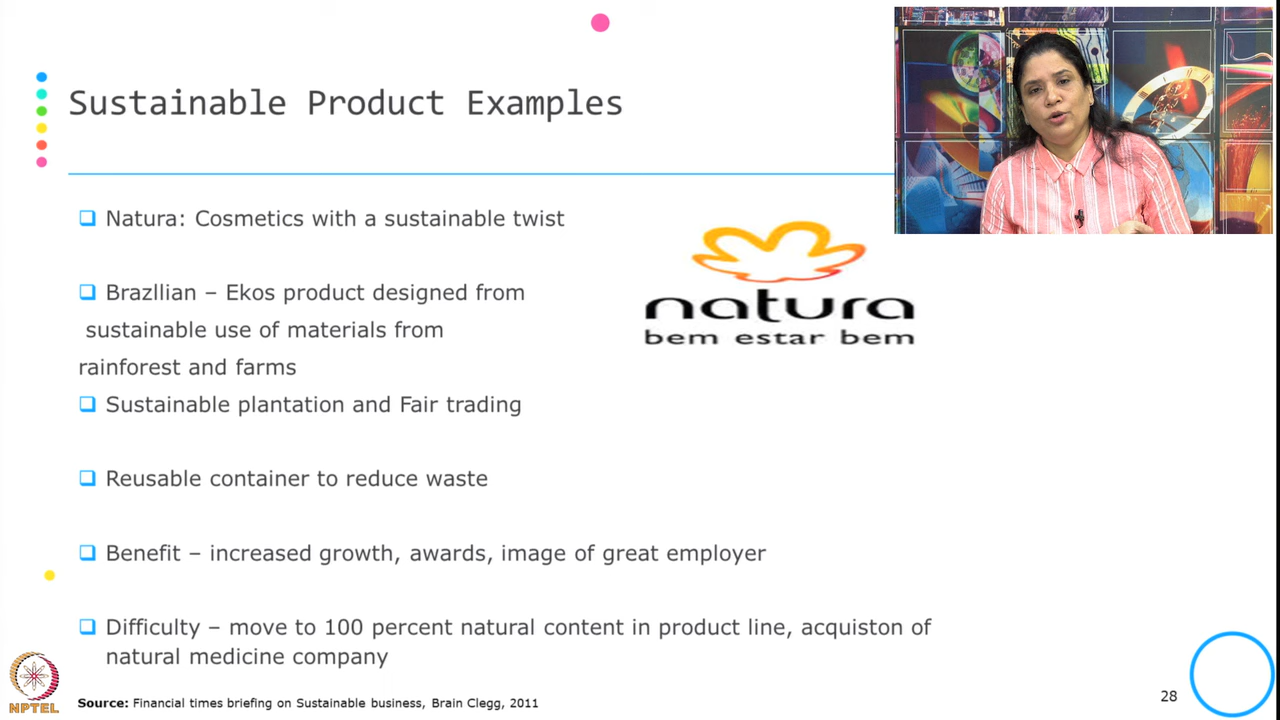 Sustainable Product Examples
Natura: Cosmetics with a sustainable twist
Brazllian – Ekos product designed from
sustainable use of materials from
rainforest and farms
Sustainable plantation and Fair trading
Reusable container to reduce waste
Benefit – increased growth, awards, image of great employer
Difficulty – move to 100 percent natural content in product line, acquiston of
natural medicine company
natura
bem estar bem
NPTEL
Source: Financial times briefing on Sustainable business, Brain Clegg, 2011
28